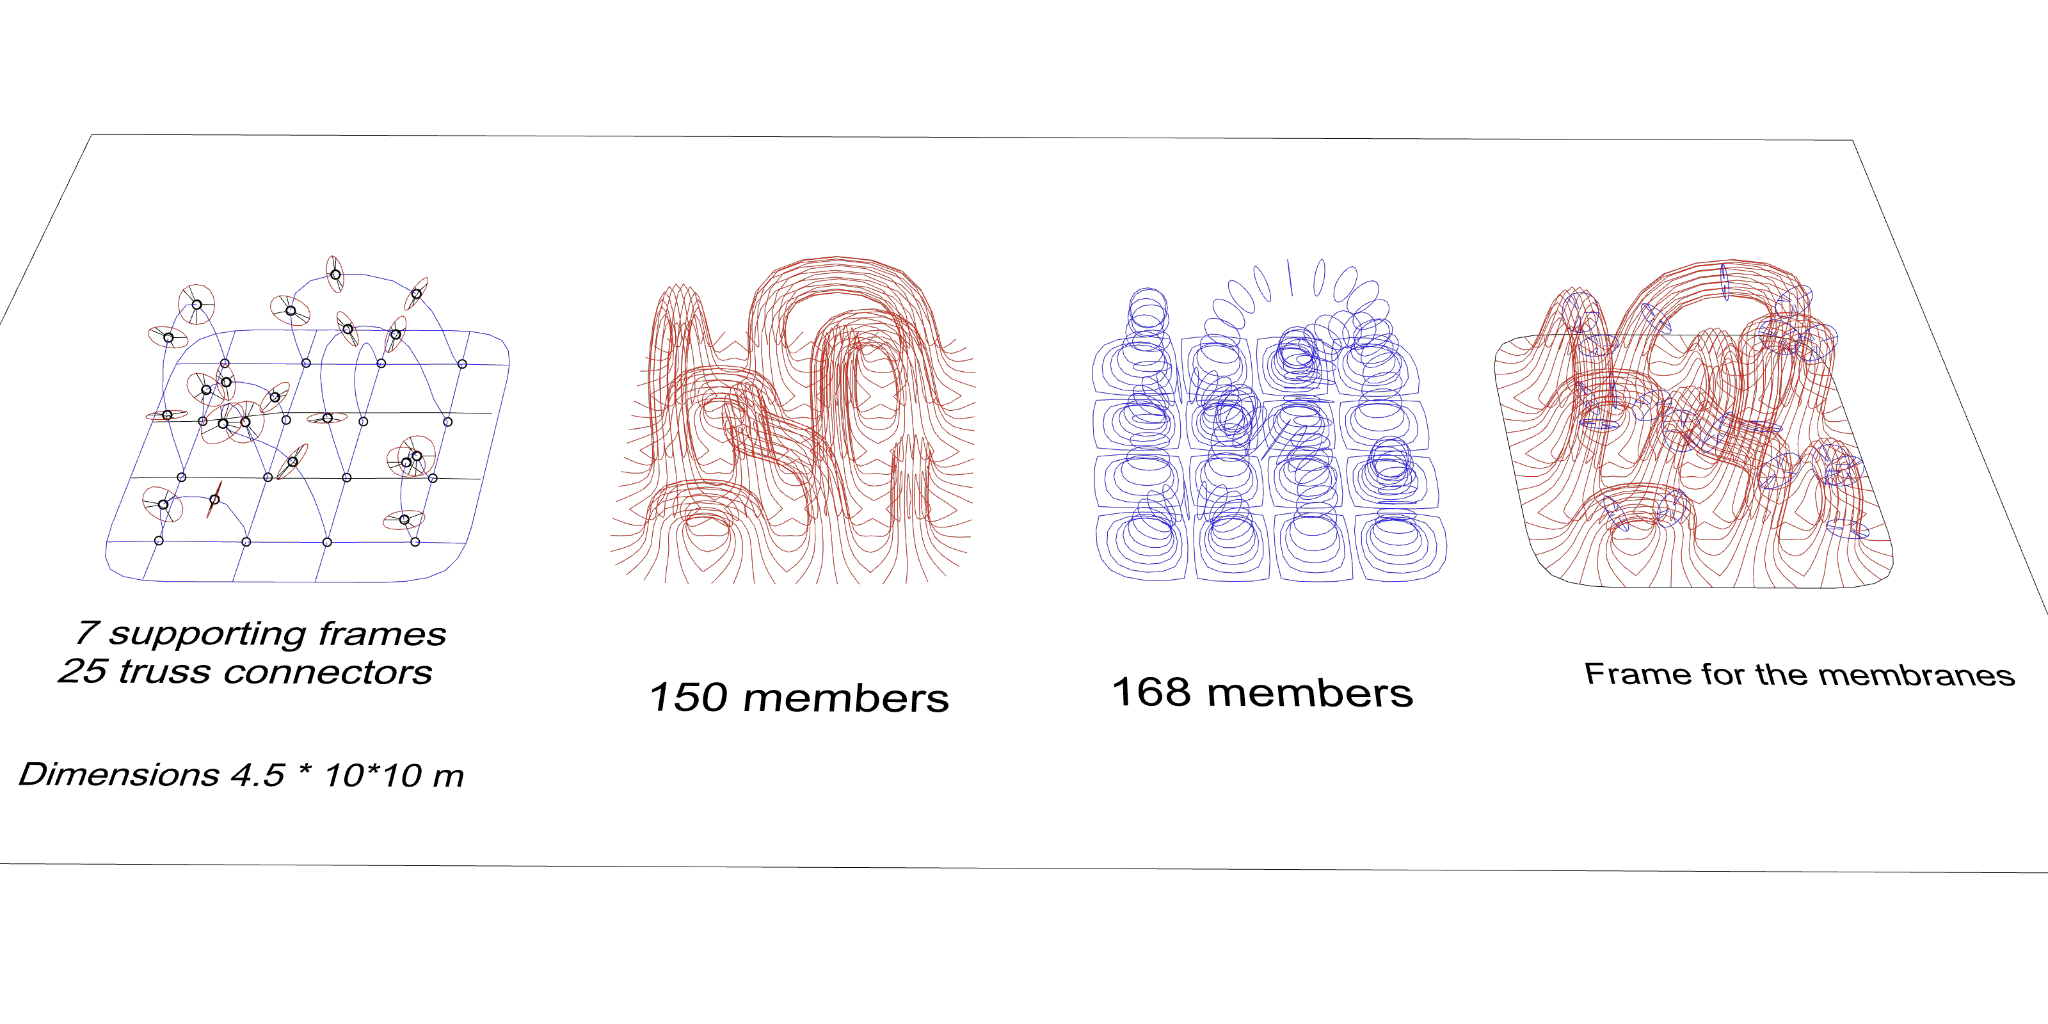 7 supporting frames
25 truss connectors
Dimensions 4.5 * 10*10 m
150 members
168 members
Frame for the membranes